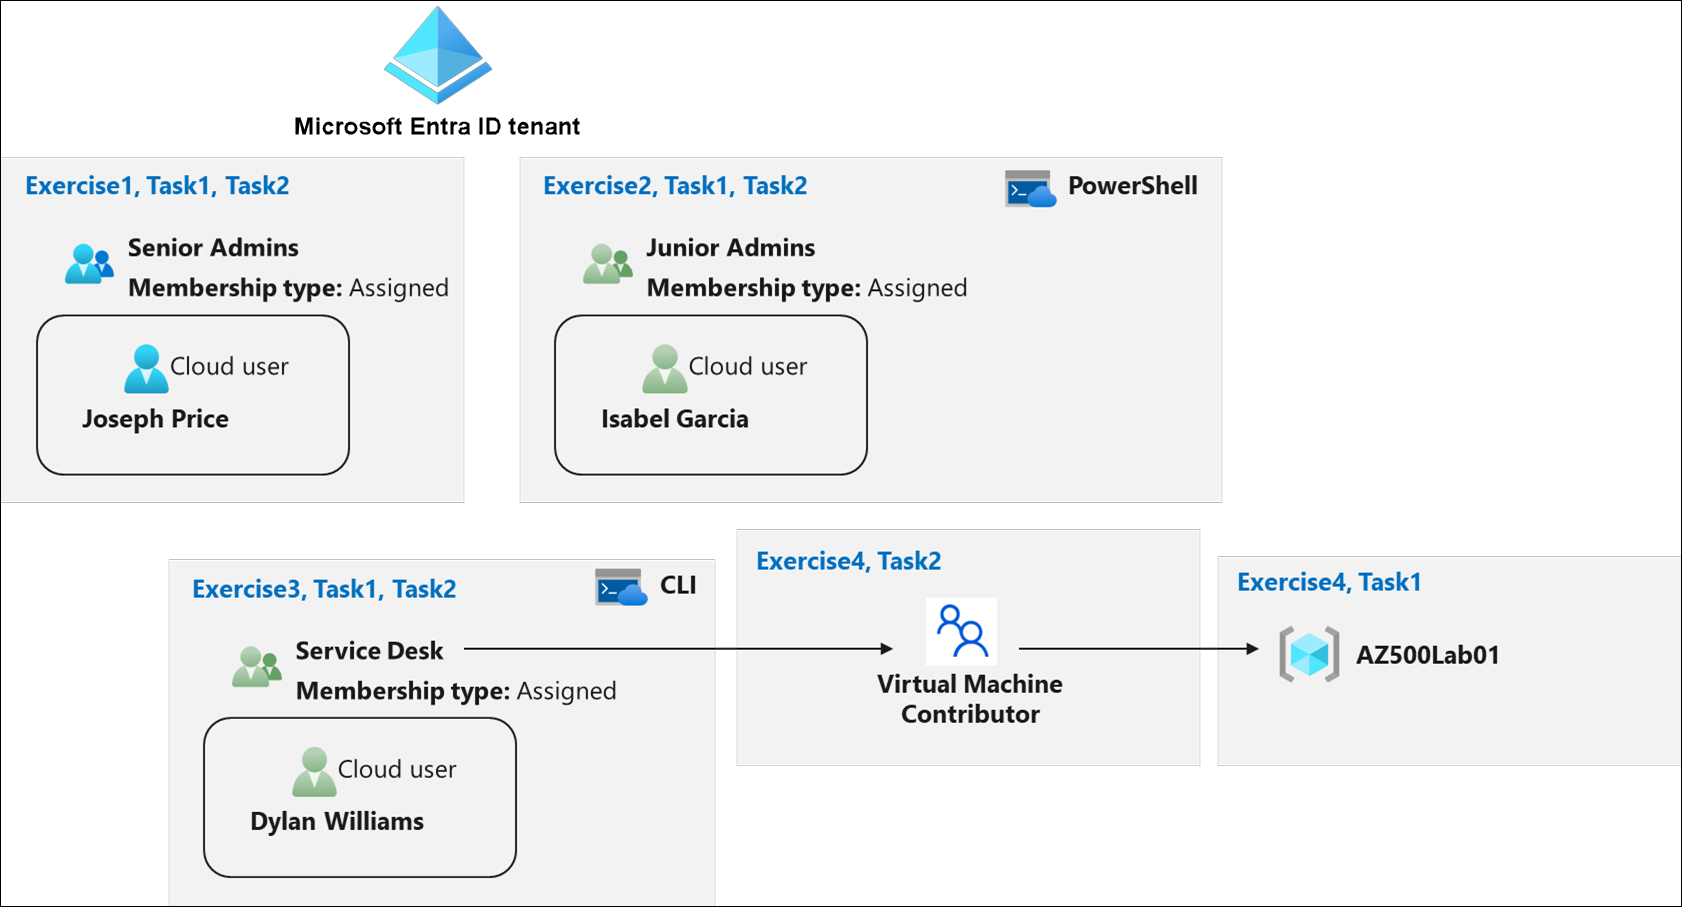 Microsoft Entra ID tenant
Exercise1, Task1, Task2
Senior Admins
Membership type: Assigned
Cloud user
Joseph Price
Exercise2, Task1, Task2
PowerShell
Junior Admins
Membership type: Assigned
Cloud user
Isabel Garcia
Exercise3, Task1, Task2
CLI
Service Desk
Membership type: Assigned
Cloud user
Dylan Williams
Exercise4, Task2
Virtual Machine
Contributor
Exercise4, Task1
AZ500Lab01